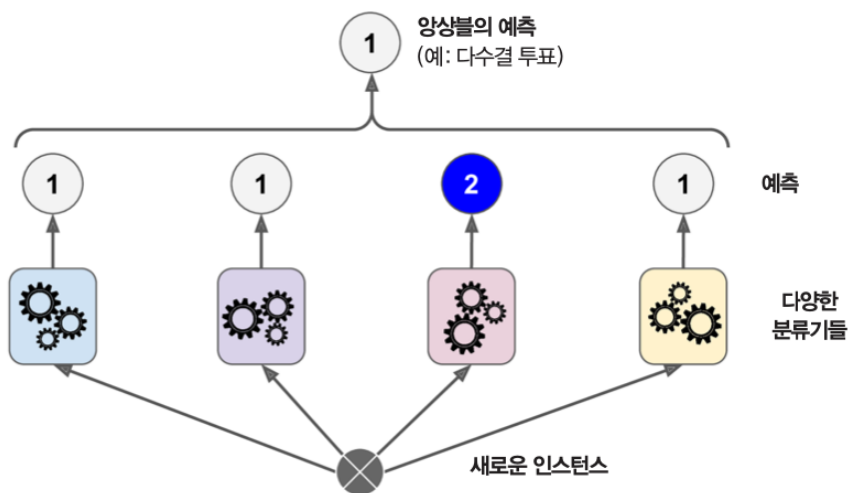 1
앙상블의 예측
(예: 다수결 투표)
1 1 2 1 예측
다양한
분류기들
새로운 인스턴스